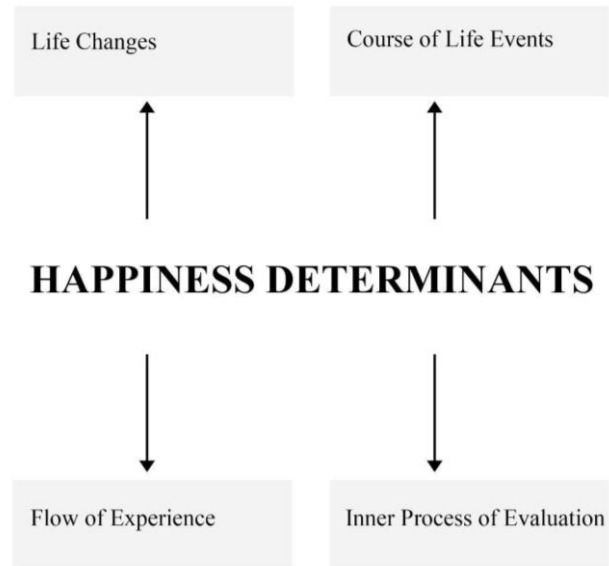 Life Changes
Course of Life Events
HAPPINESS DETERMINANTS
Flow of Experience
Inner Process of Evaluation